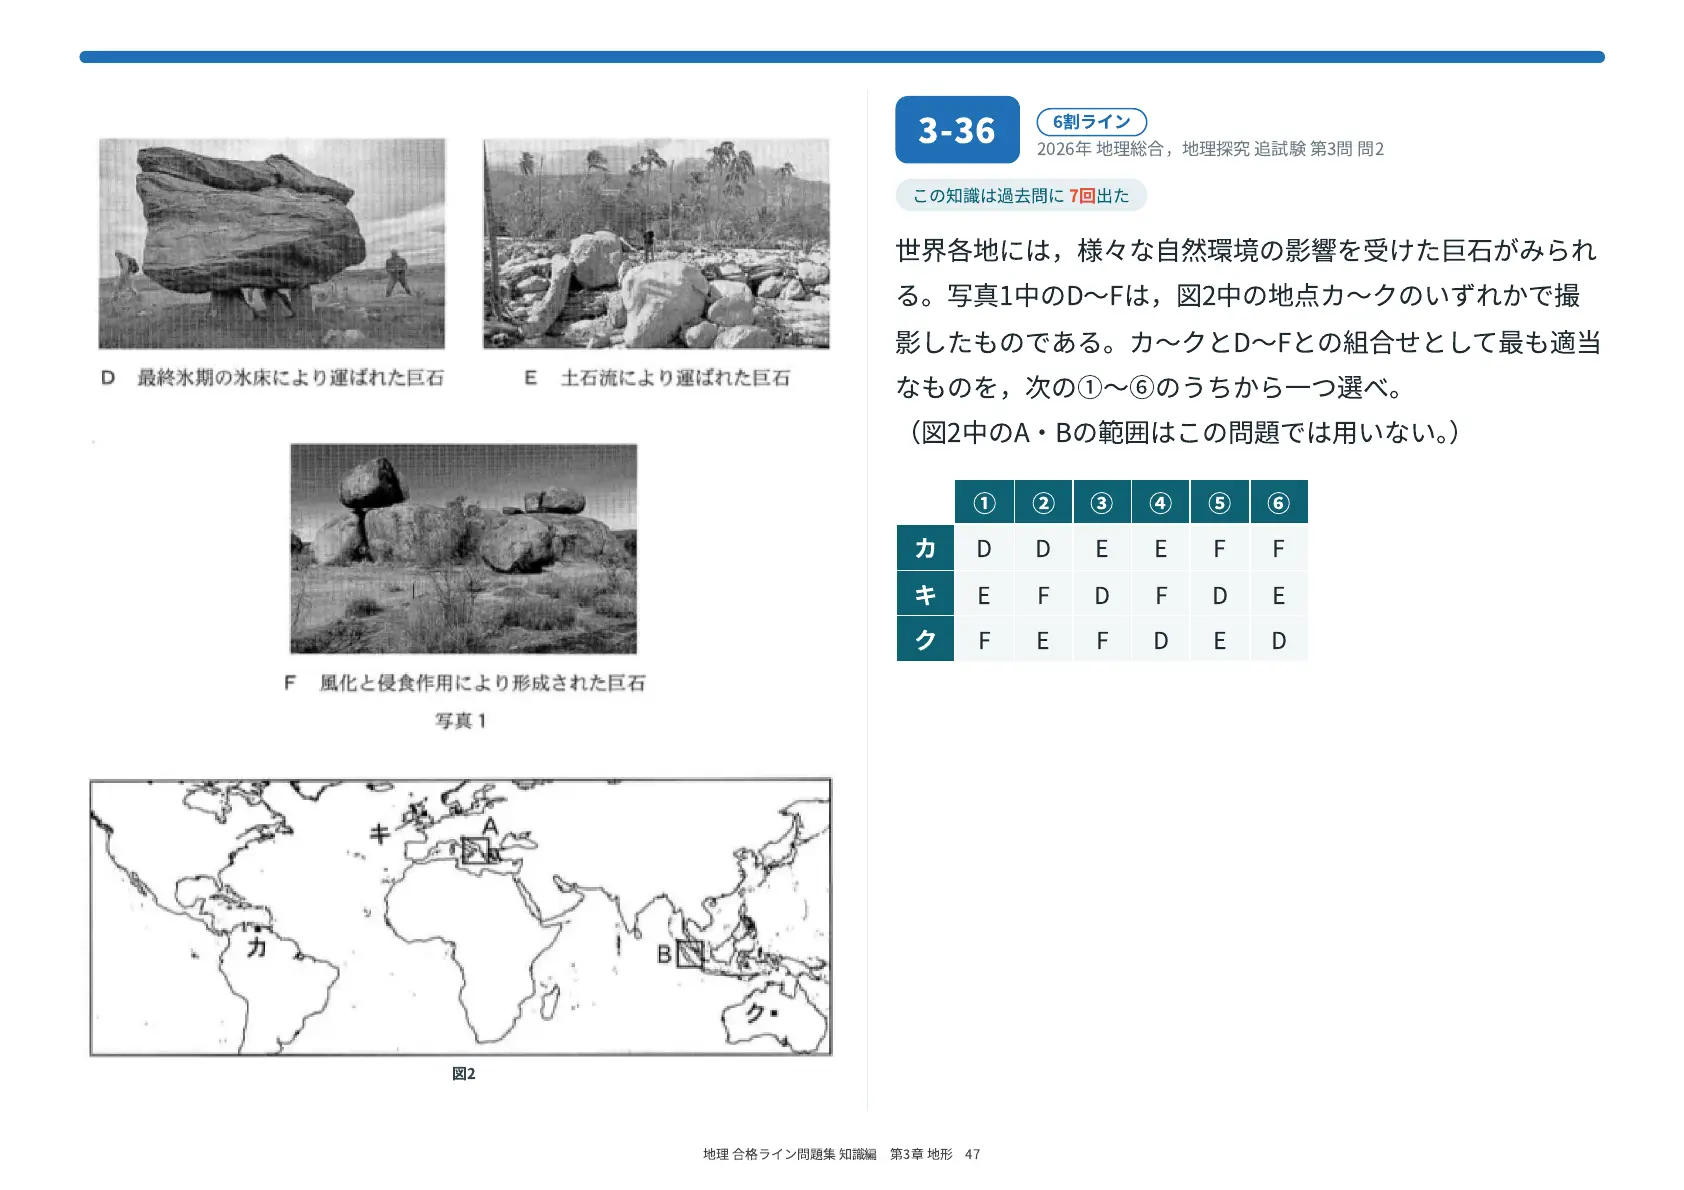 D 最終氷期の氷床により運ばれた巨石
E 土石流により運ばれた巨石
F 風化と侵食作用により形成された巨石
写真1
キ
A
カ
B
ク
図2
3-36
6割ライン
2026年 地理総合，地理探究 追試験 第3問 問2
この知識は過去問に 7回出た
世界各地には，様々な自然環境の影響を受けた巨石がみられ
る。写真1中のD～Fは，図2中の地点カ～クのいずれかで撮
影したものである。カ～クとD～Fとの組合せとして最も適当
なものを，次の①～⑥のうちから一つ選べ。
（図2中のA・Bの範囲はこの問題では用いない。）
① ② ③ ④ ⑤ ⑥
カ D D E E F F
キ E F D F D E
ク F E F D E D
地理 合格ライン問題集 知識編 第3章 地形 47